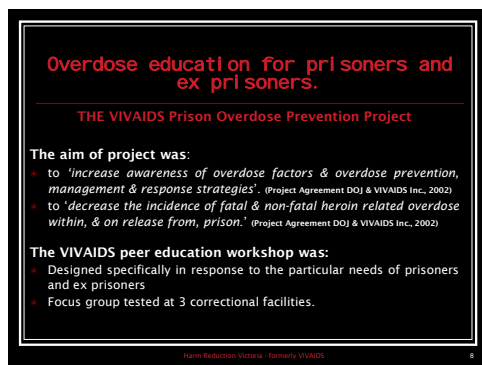 Overdose education for prisoners and
ex prisoners.
THE VIVAIDS Prison Overdose Prevention Project
The aim of project was:
* to ‘increase awareness of overdose factors & overdose prevention,
management & response strategies’. (Project Agreement DOJ & VIVAIDS Inc., 2002)
* to ‘decrease the incidence of fatal & non-fatal heroin related overdose
within, & on release from, prison.’ (Project Agreement DOJ & VIVAIDS Inc., 2002)
The VIVAIDS peer education workshop was:
* Designed specifically in response to the particular needs of prisoners
and ex prisoners
* Focus group tested at 3 correctional facilities.
Harm Reduction Victoria - formerly VIVAIDS
8